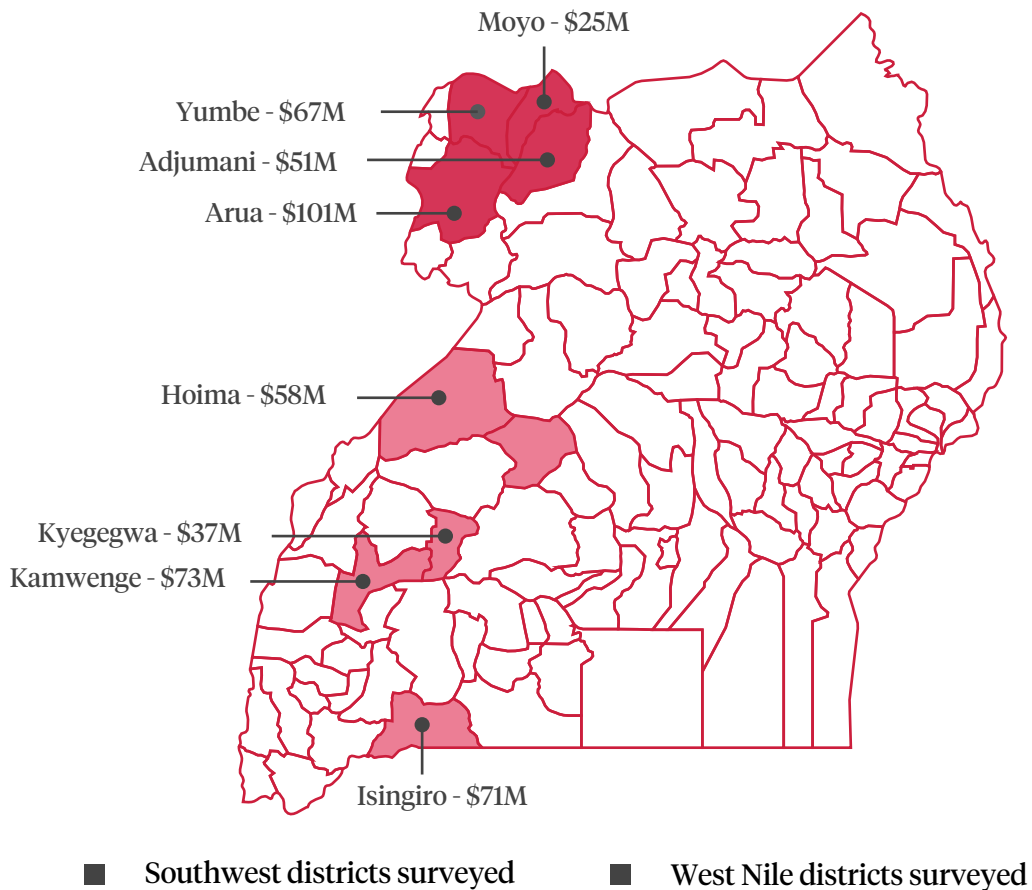 Moyo - $25M
Yumbe - $67M
Adjumani - $51M
Arua - $101M
Hoima - $58M
Kyegegwa - $37M
Kamwenge - $73M
Isingiro - $71M
Southwest districts surveyed
West Nile districts surveyed